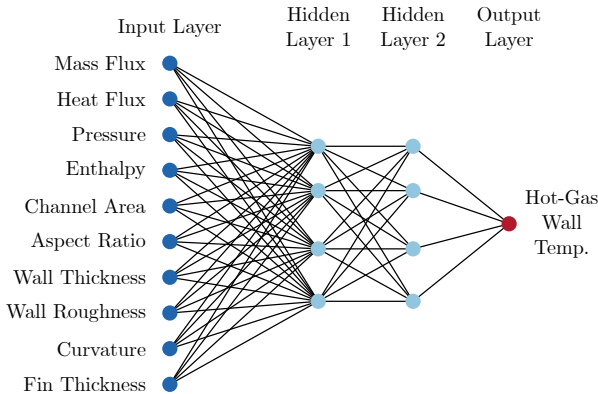 Input Layer
Hidden
Layer 1
Hidden
Layer 2
Output
Layer
Mass Flux
Heat Flux
Pressure
Enthalpy
Channel Area
Aspect Ratio
Wall Thickness
Wall Roughness
Curvature
Fin Thickness
Hot-Gas
Wall
Temp.